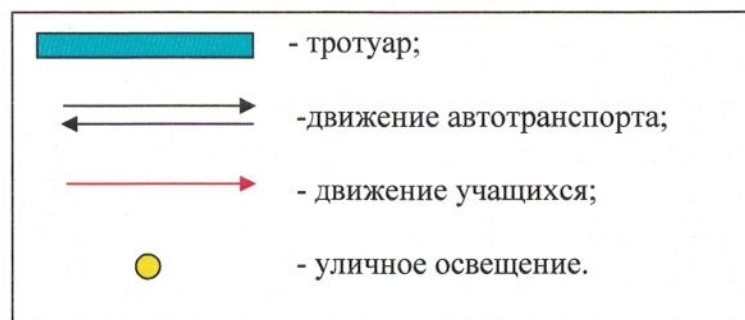 - тротуар;
-движение автотранспорта;
- движение учащихся;
- уличное освещение.